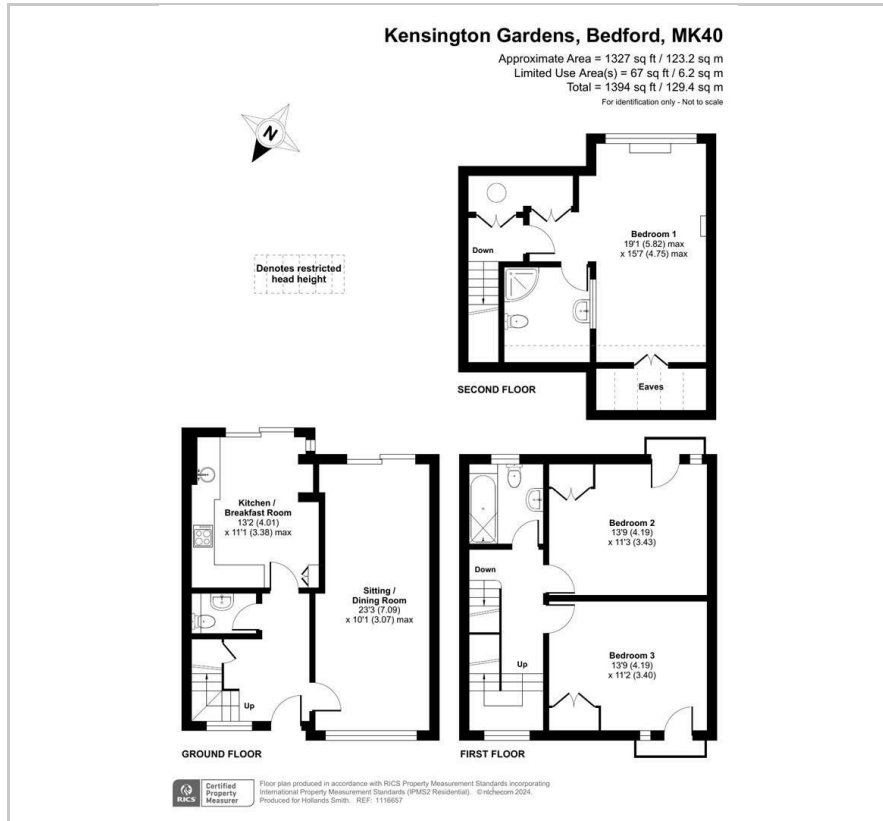 Kensington Gardens, Bedford, MK40
Approximate Area = 1327 sq ft / 123.2 sq m
Limited Use Area(s) = 67 sq ft / 6.2 sq m
Total = 1394 sq ft / 129.4 sq m
For identification only - Not to scale
N
Denotes restricted
head height
Down
Bedroom 1
19'1 (5.82) max
x 15'7 (4.75) max
Eaves
SECOND FLOOR
Kitchen /
Breakfast Room
13'2 (4.01)
x 11'1 (3.38) max
Sitting /
Dining Room
23'3 (7.09)
x 10'1 (3.07) max
Up
GROUND FLOOR
Bedroom 2
13'9 (4.19)
x 11'3 (3.43)
Down
Up
Bedroom 3
13'9 (4.19)
x 11'2 (3.40)
FIRST FLOOR
RICS
Certified
Property
Measurer
Floor plan produced in accordance with RICS Property Measurement Standards incorporating
International Property Measurement Standards (IPMS2 Residential). © ntchecom 2024.
Produced for Hollands Smith. REF: 1116657